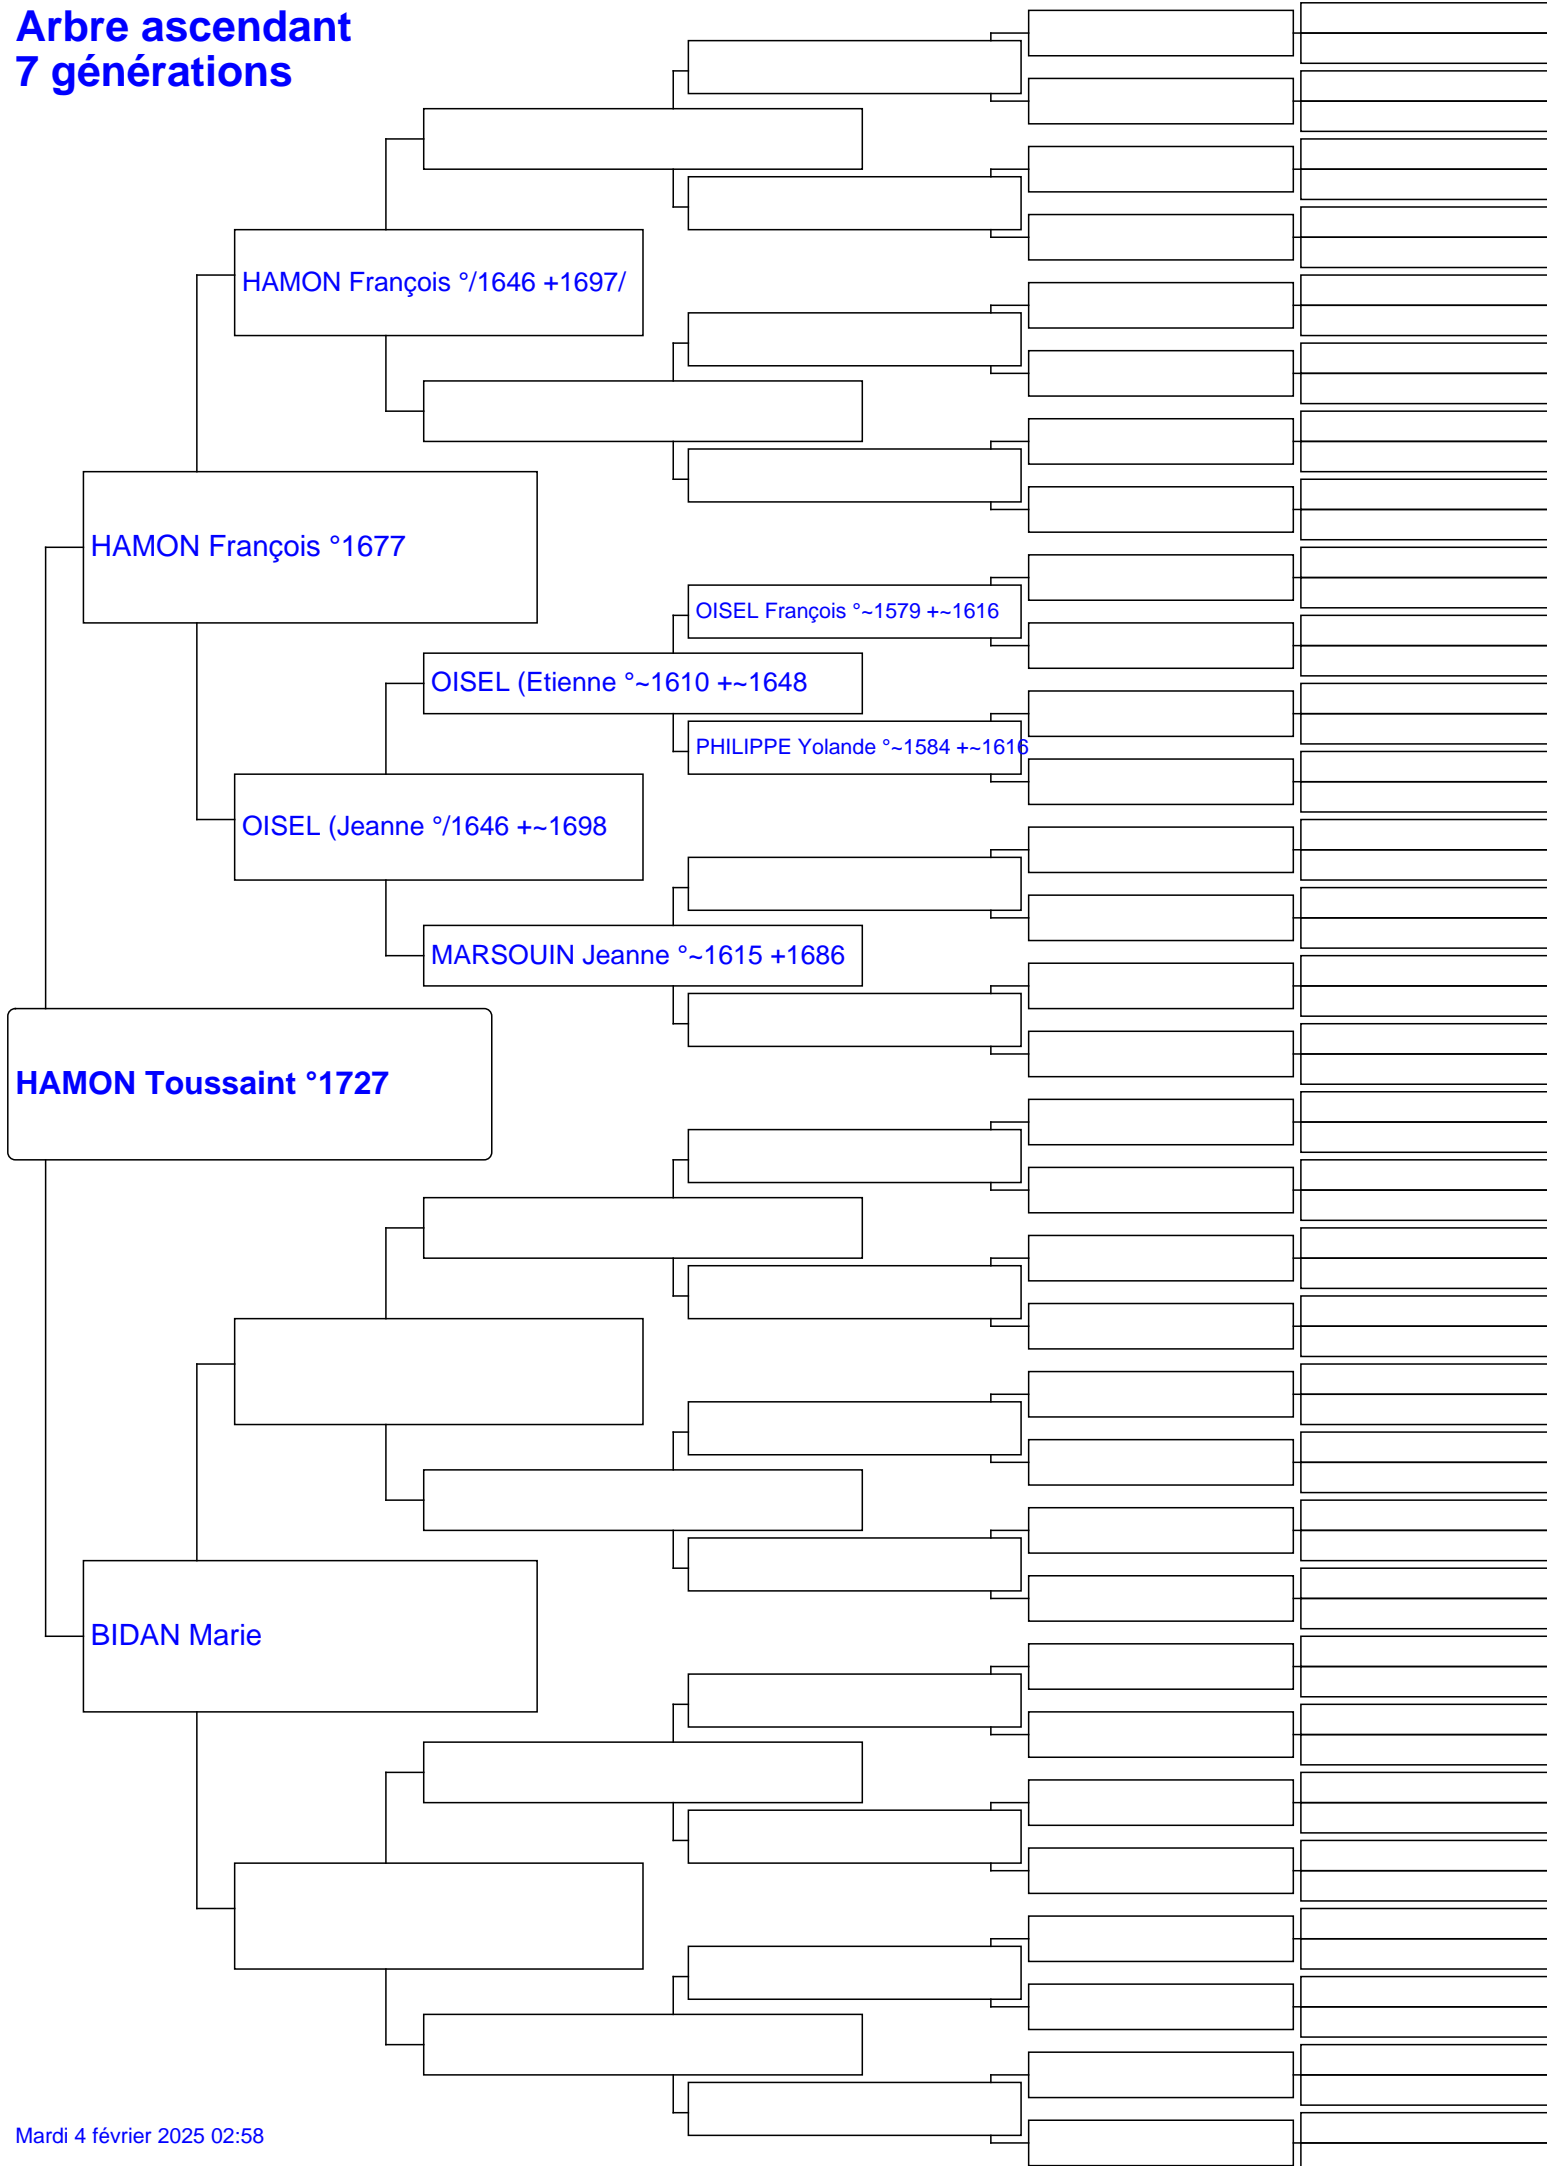 Arbre ascendant
7 générations
HAMON François °/1646 +1697/
HAMON François °1677
OISEL François °~1579 +~1616
OISEL (Etienne °~1610 +~1648
PHILIPPE Yolande °~1584 +~1616
OISEL (Jeanne °/1646 +~1698
MARSOUIN Jeanne °~1615 +1686
HAMON Toussaint °1727
BIDAN Marie
Mardi 4 février 2025 02:58